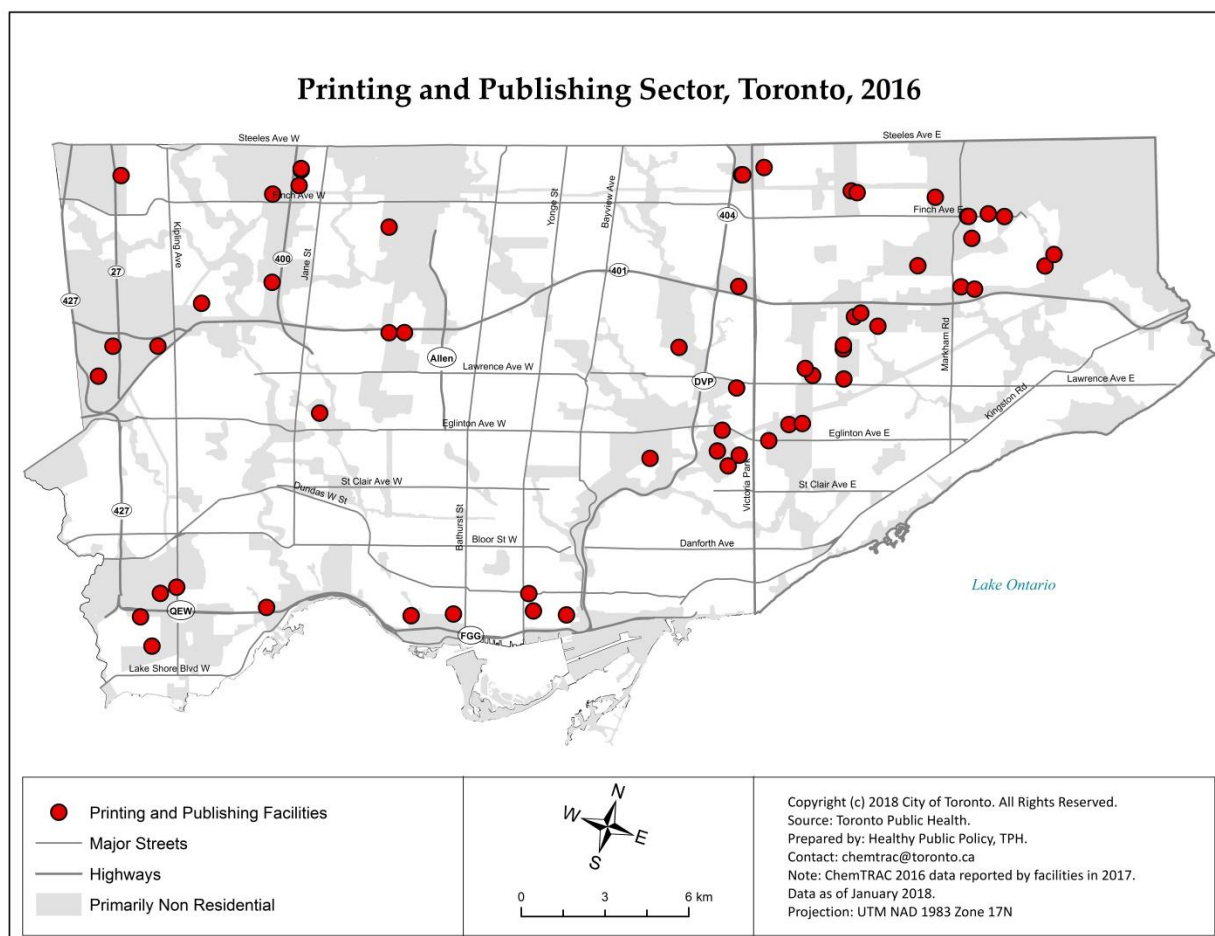 Printing and Publishing Sector, Toronto, 2016
Steeles Ave W
Steeles Ave E
Finch Ave W
Finch Ave E
Kipling Ave
Jane St
Yonge St
Bayview Ave
404
400
27
427
401
Allen
Lawrence Ave W
DVP
Markham Rd
Lawrence Ave E
Kingston Rd
Eglinton Ave W
Eglinton Ave E
St Clair Ave W
St Clair Ave E
Dundas W St
Victoria Park
427
Bathurst St
Bloor St W
Danforth Ave
Lake Ontario
QEW
FGG
Lake Shore Blvd W
Printing and Publishing Facilities
Major Streets
Highways
Primarily Non Residential
N
W
E
S
0 3 6 km
Copyright (c) 2018 City of Toronto. All Rights Reserved.
Source: Toronto Public Health.
Prepared by: Healthy Public Policy, TPH.
Contact: chemtrac@toronto.ca
Note: ChemTRAC 2016 data reported by facilities in 2017.
Data as of January 2018.
Projection: UTM NAD 1983 Zone 17N